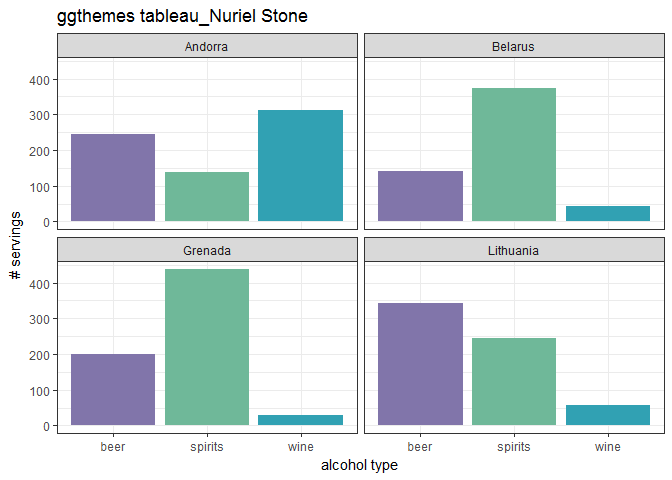 ggthemes tableau_Nuriel Stone
Andorra
Belarus
400
300
200
100
0
Grenada
Lithuania
400
300
200
100
0
# servings
beer spirits wine
beer spirits wine
alcohol type